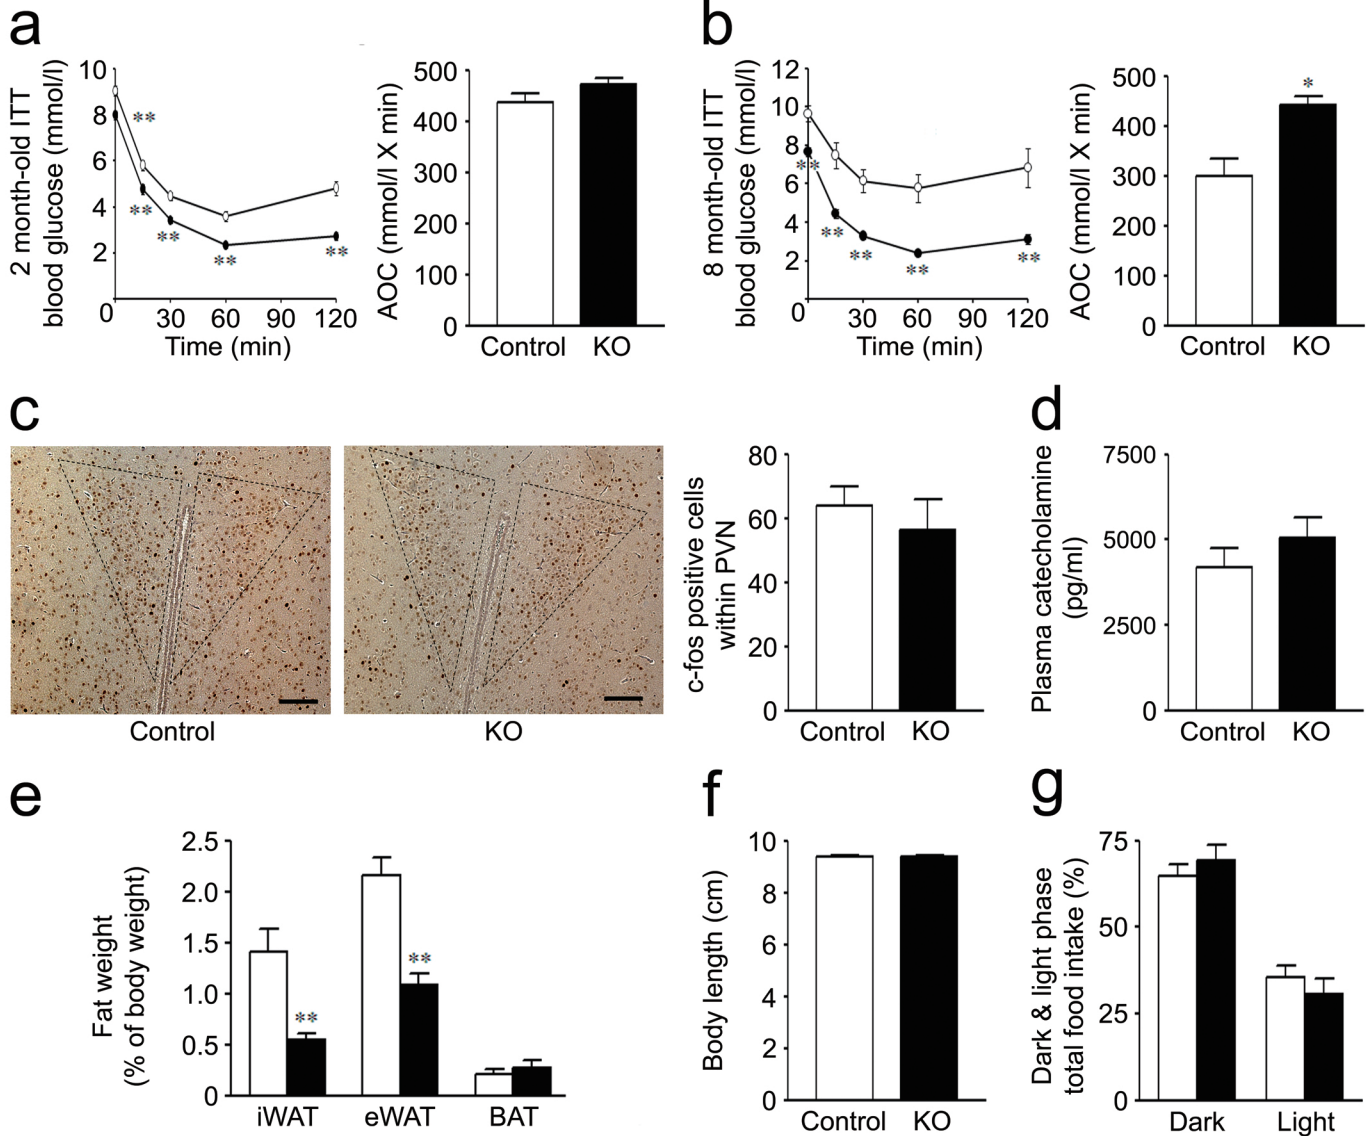 a
2 month-old ITT
blood glucose (mmol/l)
10
8
6
4
2
0
30
60
90
120
Time (min)
**
**
**
**
**
AOC (mmol/l X min)
500
400
300
200
100
0
Control
KO
b
8 month-old ITT
blood glucose (mmol/l)
12
10
8
6
4
2
0
30
60
90
120
Time (min)
**
**
**
**
**
AOC (mmol/l X min)
500
400
300
200
100
0
*
Control
KO
c
Control
KO
c-fos positive cells
within PVN
80
60
40
20
0
Control
KO
d
Plasma catecholamine
(pg/ml)
7500
5000
2500
0
Control
KO
e
Fat weight
(% of body weight)
2.5
2.0
1.5
1.0
0.5
0
**
**
iWAT
eWAT
BAT
f
Body length (cm)
10
8
6
4
2
0
Control
KO
g
Dark & light phase
total food intake (%)
75
50
25
0
Dark
Light